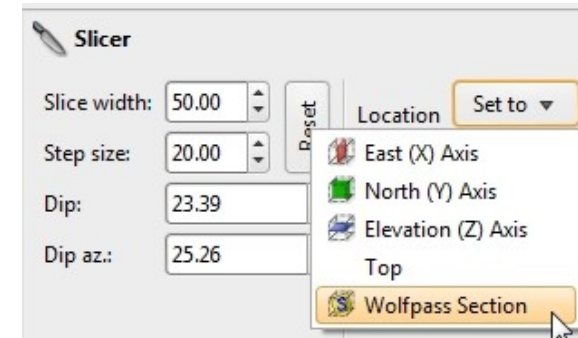 Slicer
Slice width: 50.00
Reset
Location Set to
Step size: 20.00
East (X) Axis
Dip: 23.39
North (Y) Axis
Elevation (Z) Axis
Dip az.: 25.26
Top
Wolfpass Section